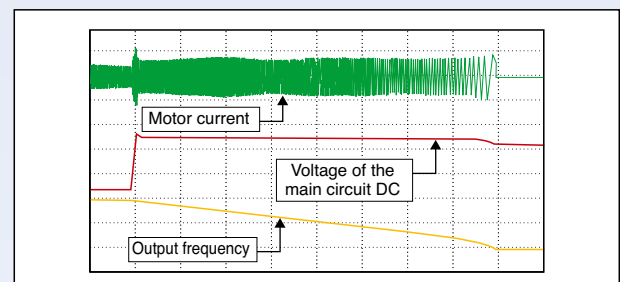 Motor current
Voltage of the
main circuit DC
Output frequency